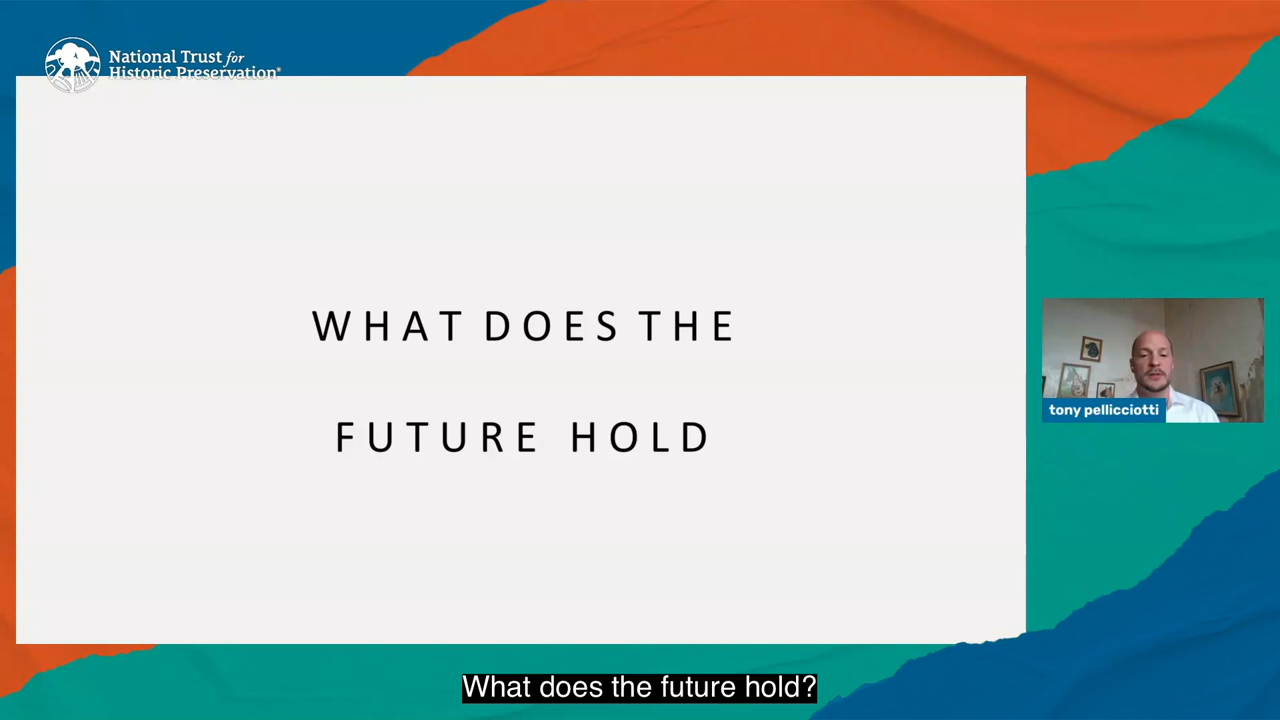 National Trust for
Historic Preservation®
WHAT DOES THE
FUTURE HOLD
tony pellicciotti
What does the future hold?